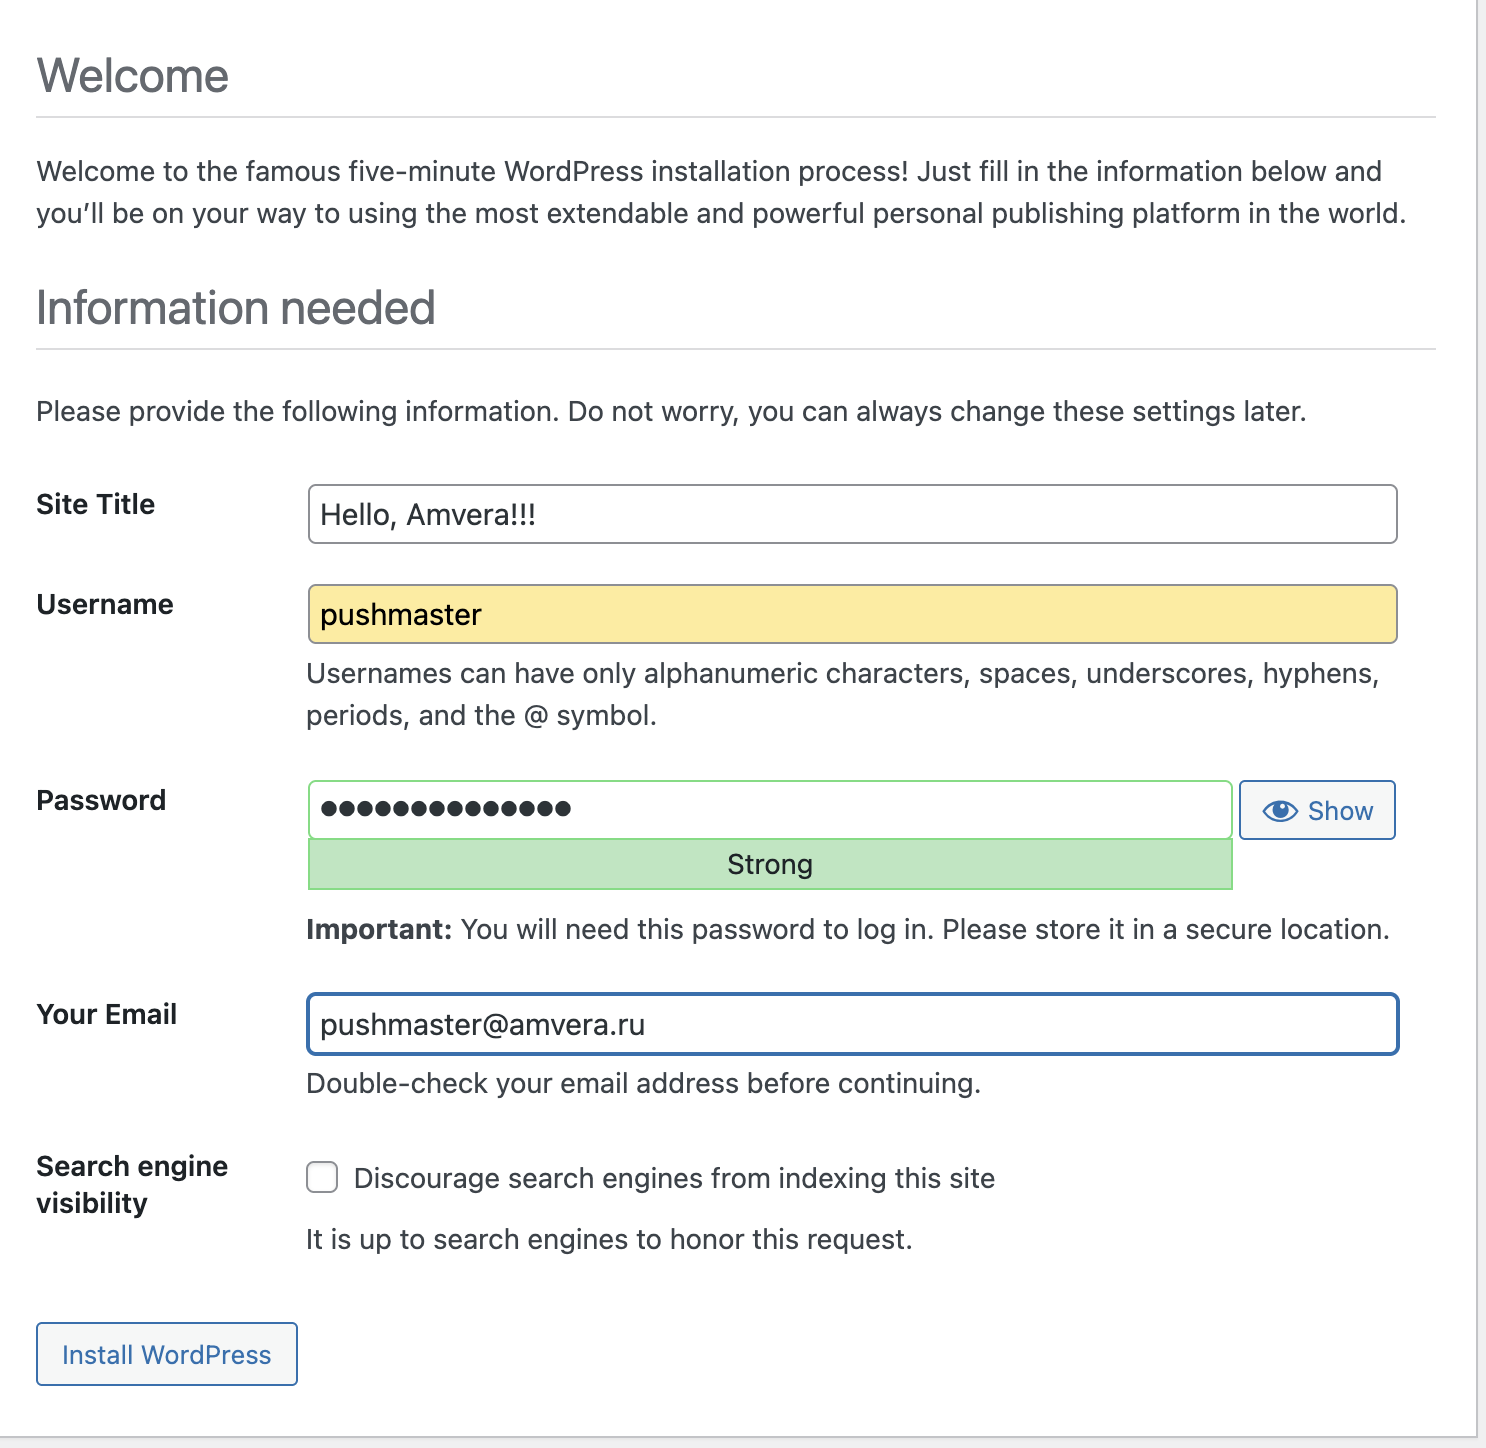 Welcome
Welcome to the famous five-minute WordPress installation process! Just fill in the information below and
you’ll be on your way to using the most extendable and powerful personal publishing platform in the world.
Information needed
Please provide the following information. Do not worry, you can always change these settings later.
Site Title
Hello, Amvera!!!
Username
pushmaster
Usernames can have only alphanumeric characters, spaces, underscores, hyphens,
periods, and the @ symbol.
Password
●●●●●●●●●●●●●●
Show
Strong
Important: You will need this password to log in. Please store it in a secure location.
Your Email
pushmaster@amvera.ru
Double-check your email address before continuing.
Search engine
visibility
Discourage search engines from indexing this site
It is up to search engines to honor this request.
Install WordPress